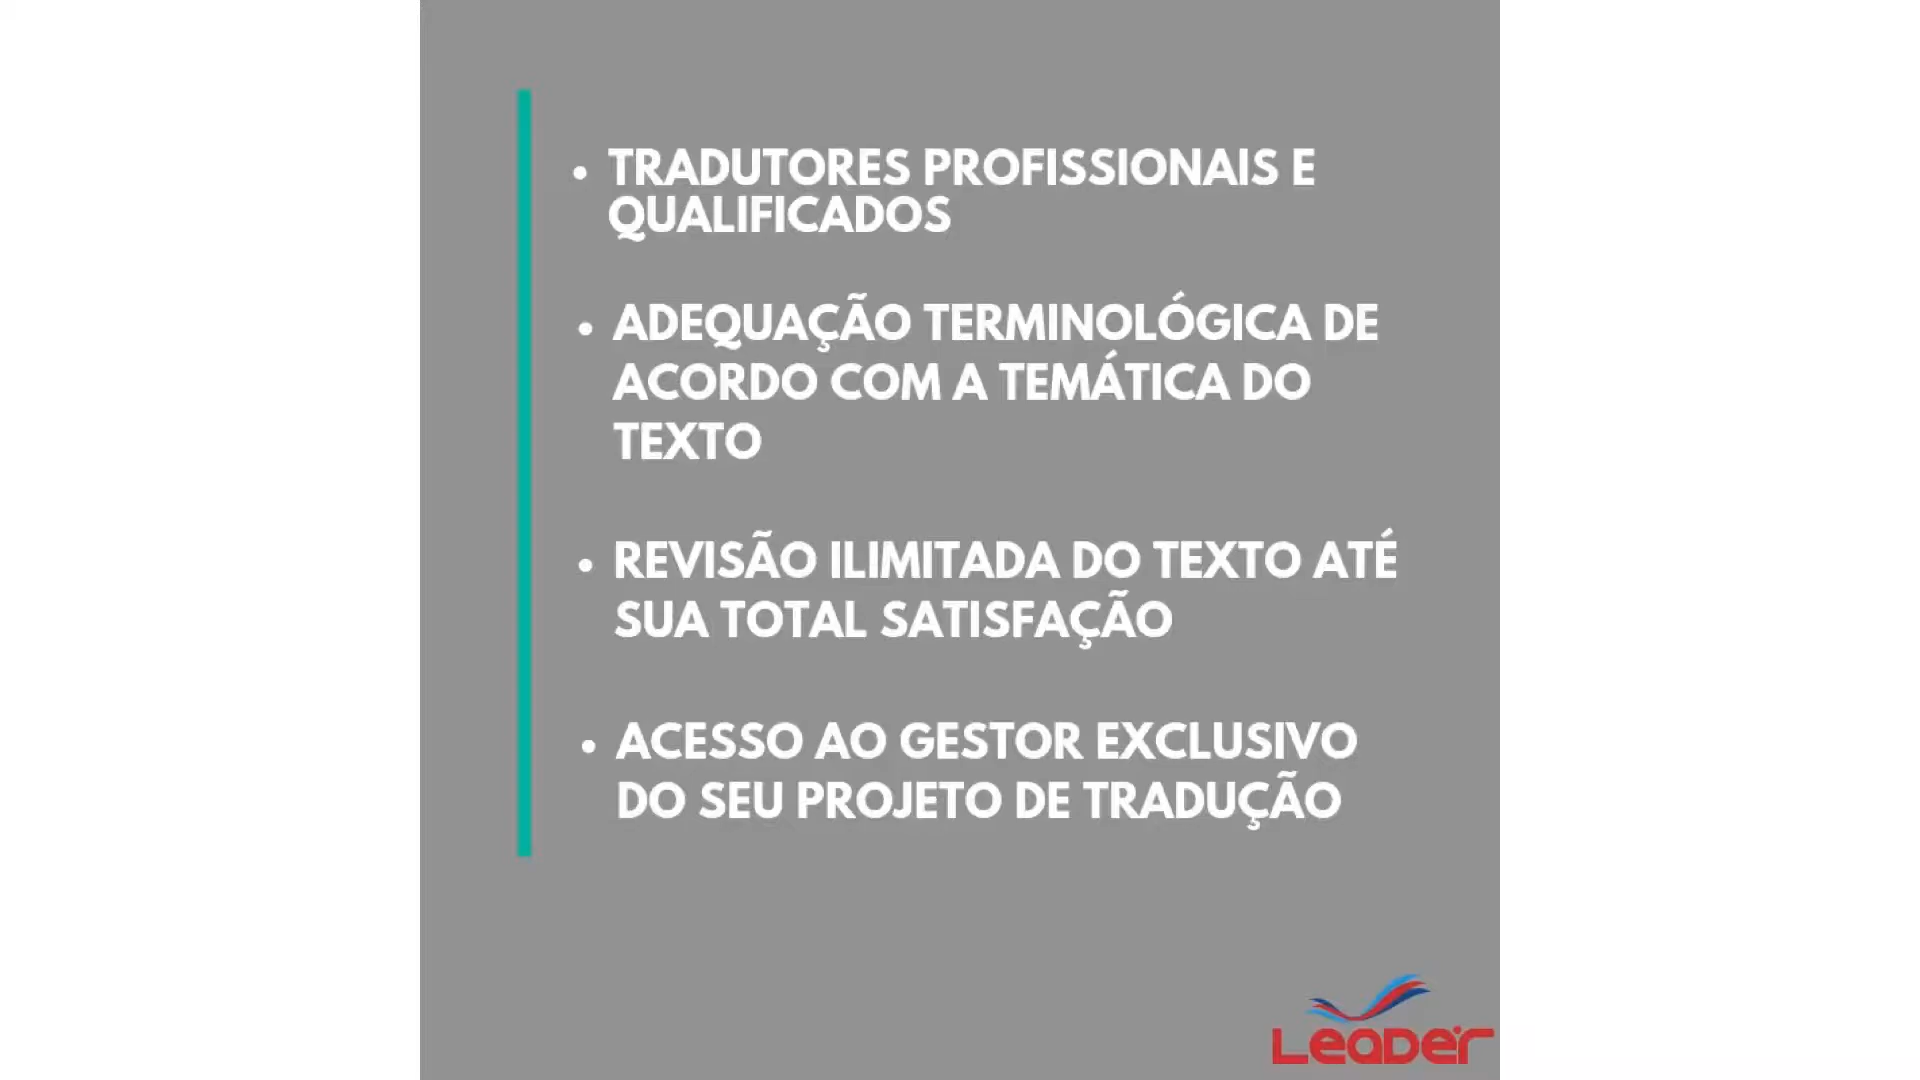 • TRADUTORES PROFISSIONAIS E
QUALIFICADOS
• ADEQUAÇÃO TERMINOLÓGICA DE
ACORDO COM A TEMÁTICA DO
TEXTO
• REVISÃO ILIMITADA DO TEXTO ATÉ
SUA TOTAL SATISFAÇÃO
• ACESSO AO GESTOR EXCLUSIVO
DO SEU PROJETO DE TRADUÇÃO
Leader